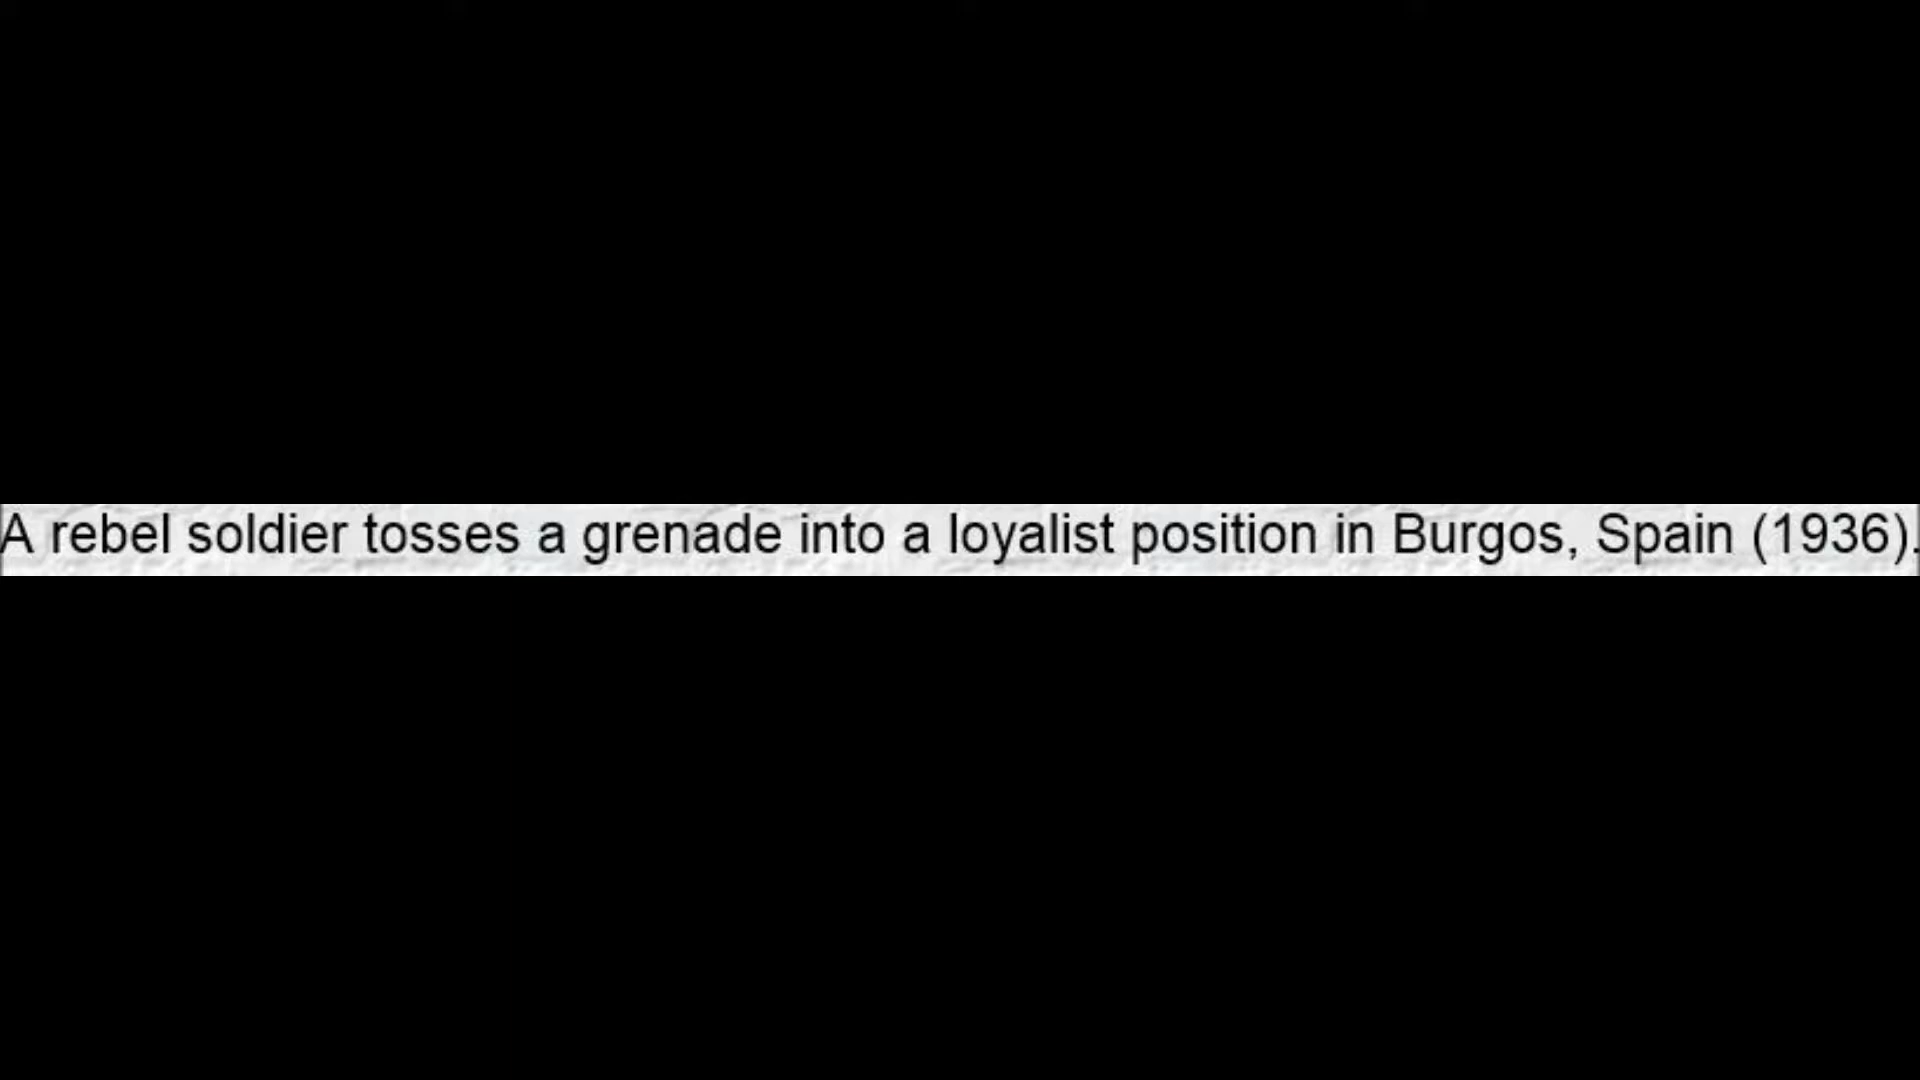 A rebel soldier tosses a grenade into a loyalist position in Burgos, Spain (1936).